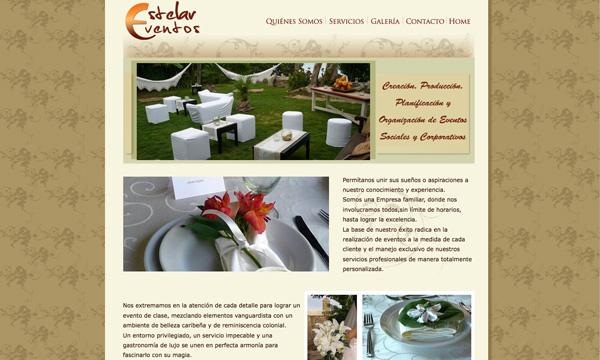 Estelar
Eventos
QUIÉNES SOMOS | SERVICIOS | GALERÍA | CONTACTO | HOME
Creación, Producción,
Planificación y
Organización de Eventos
Sociales y Corporativos
Permítanos unir sus sueños o aspiraciones a
nuestro conocimiento y experiencia.
Somos una Empresa familiar, donde nos
involucramos todos,sin límite de horarios,
hasta lograr la excelencia.
La base de nuestro éxito radica en la
realización de eventos a la medida de cada
cliente y el manejo exclusivo de nuestros
servicios profesionales de manera totalmente
personalizada.
Nos extremamos en la atención de cada detalle para lograr un
evento de clase, mezclando elementos vanguardista con un
ambiente de belleza caribeña y de reminiscencia colonial.
Un entorno privilegiado, un servicio impecable y una
gastronomía de lujo se unen en perfecta armonía para
fascinarlo con su magia.